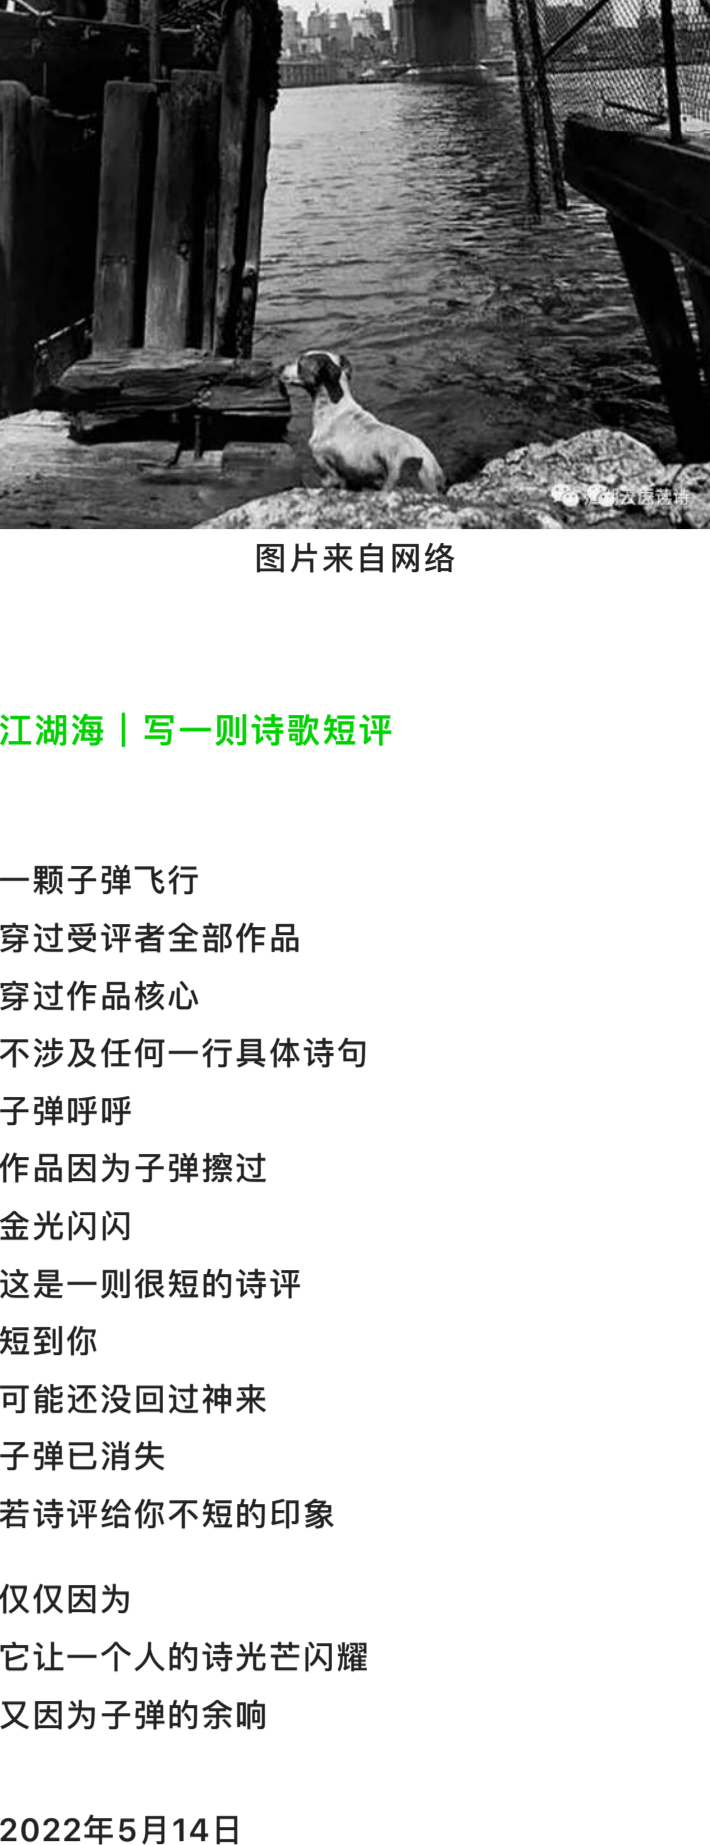 图片来自网络
江湖海｜写一则诗歌短评
一颗子弹飞行
穿过受评者全部作品
穿过作品核心
不涉及任何一行具体诗句
子弹呼呼
作品因为子弹擦过
金光闪闪
这是一则很短的诗评
短到你
可能还没回过神来
子弹已消失
若诗评给你不短的印象
仅仅因为
它让一个人的诗光芒闪耀
又因为子弹的余响
2022年5月14日